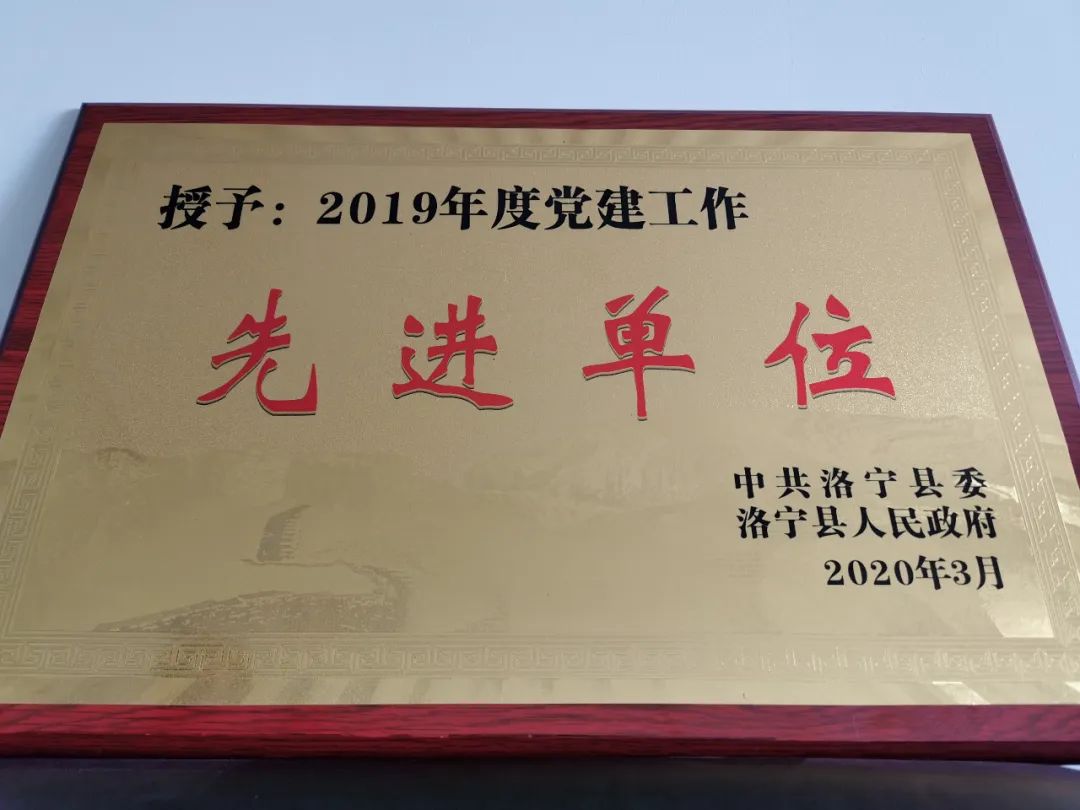 授予：2019年度党建工作
先进单位
中共洛宁县委
洛宁县人民政府
2020年3月